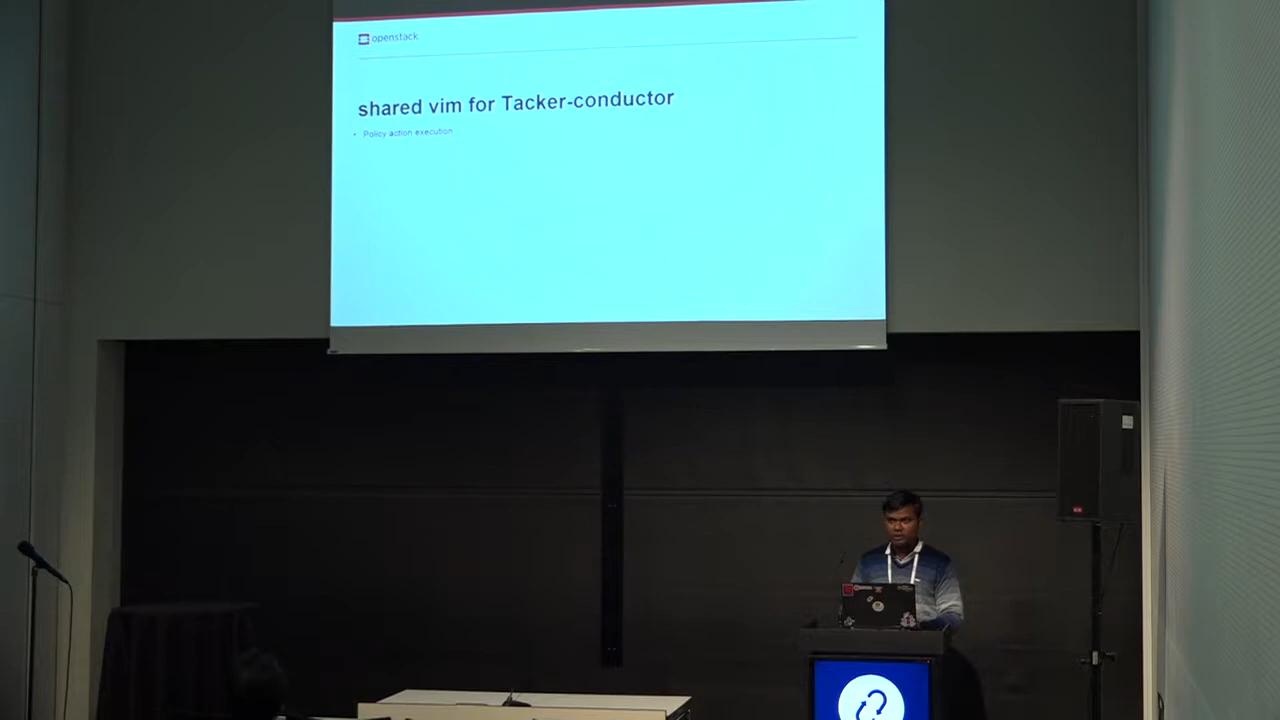 openstack
shared vim for Tacker-conductor
• Policy action execution